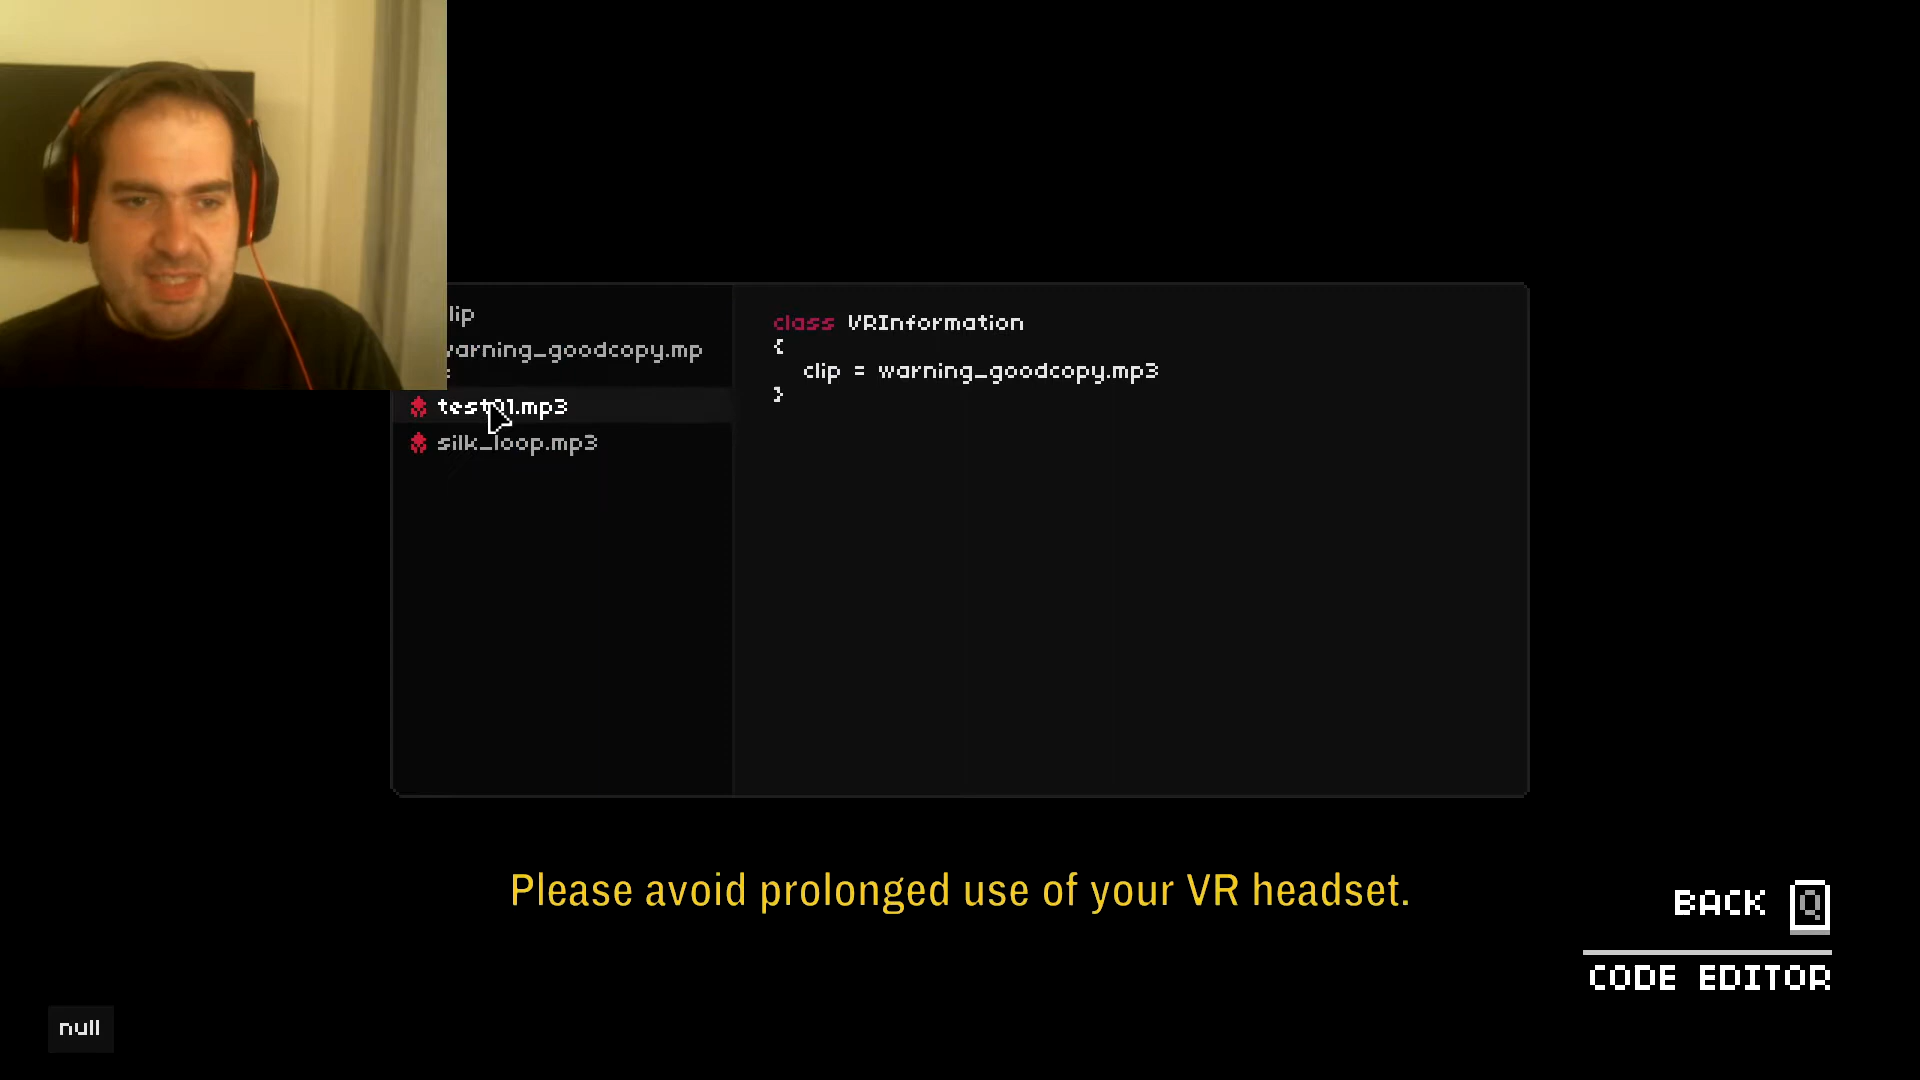 lip
warning_goodcopy.mp
test01.mp3
silk_loop.mp3
class VRInformation
{
clip = warning_goodcopy.mp3
}
Please avoid prolonged use of your VR headset.
BACK Q
CODE EDITOR
null